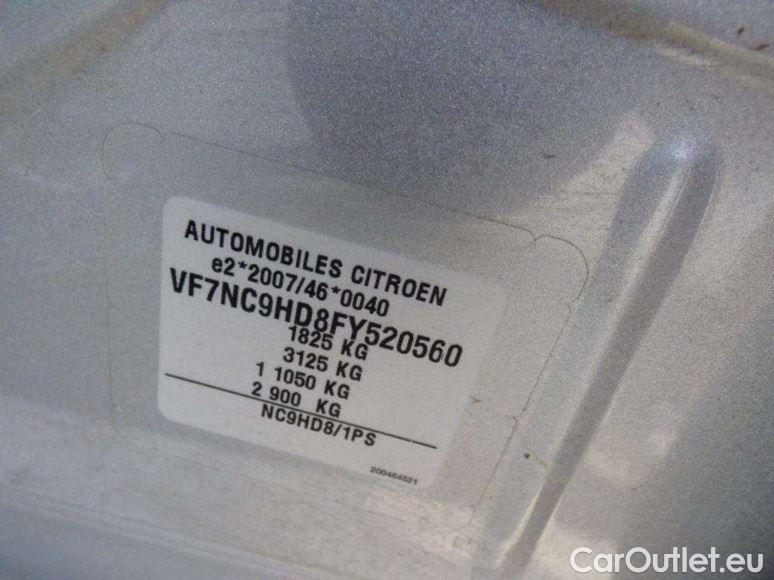 AUTOMOBILES CITROEN
e2*2007/46*0040
VF7NC9HD8FY520560
1825 KG
3125 KG
1 1050 KG
2 900 KG
NC9HD8/1PS
200464521
CarOutlet.eu